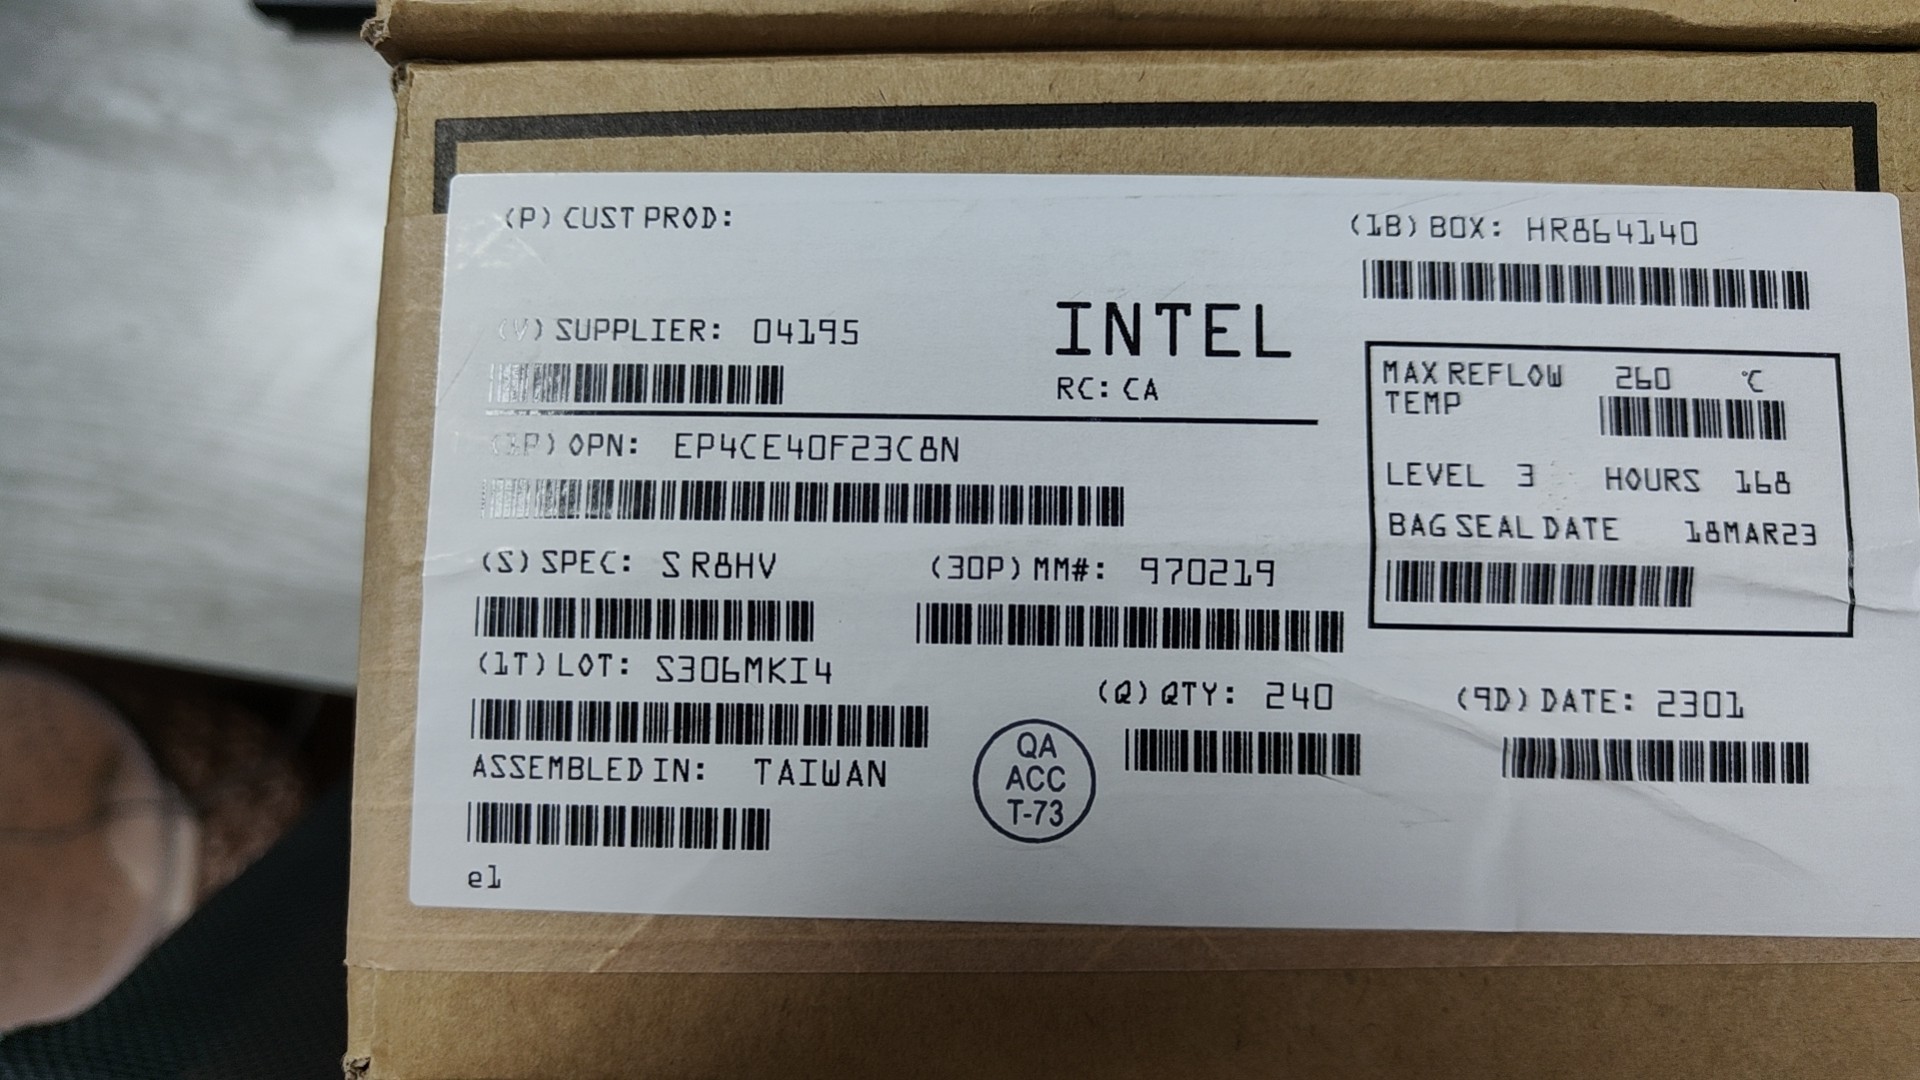 (P) CUST PROD:
(1B) BOX: HR864140
(V) SUPPLIER: 04195
INTEL
RC: CA
MAX REFLOW TEMP 260 °C
LEVEL 3 HOURS 168
BAG SEAL DATE 18MAR23
(3P) OPN: EP4CE40F23C8N
(S) SPEC: S R8HV
(30P) MM#: 970219
(1T) LOT: S306MKI4
(Q) QTY: 240
(9D) DATE: 2301
ASSEMBLED IN: TAIWAN
QA
ACC
T-73
e1